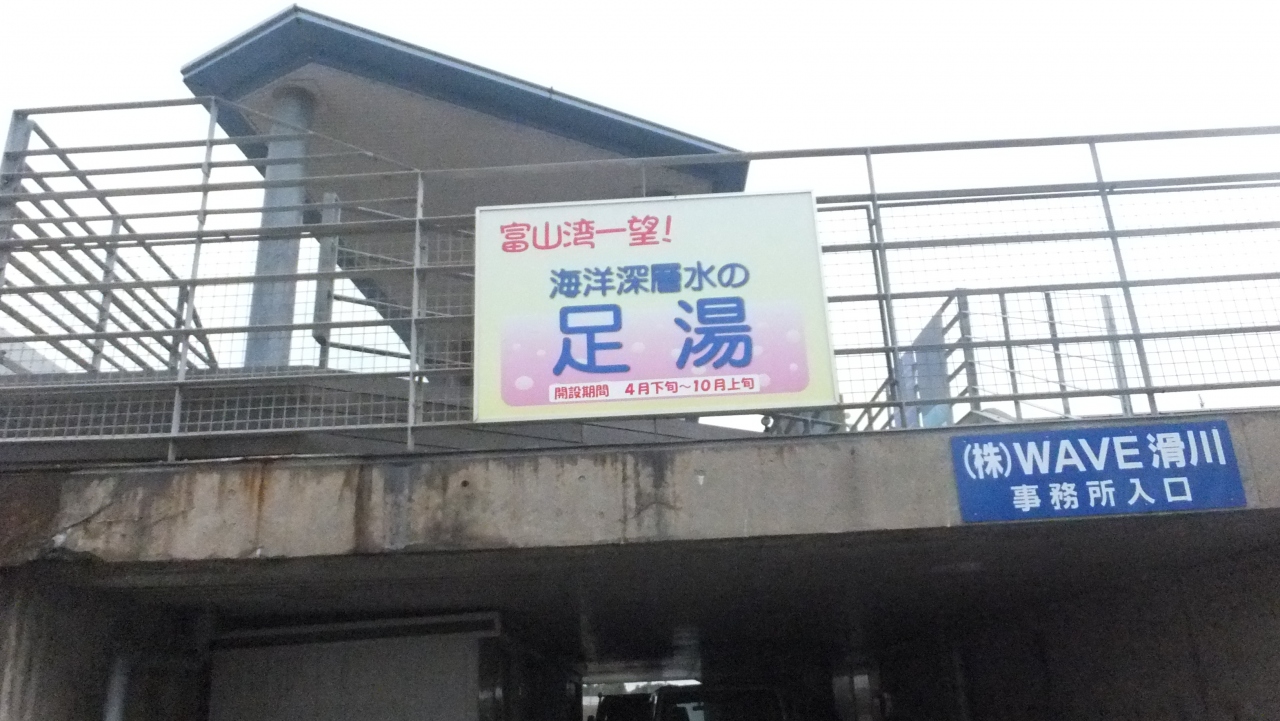 富山湾一望!
海洋深層水の
足湯
開設期間 4月下旬～10月上旬
(株)WAVE滑川
事務所入口